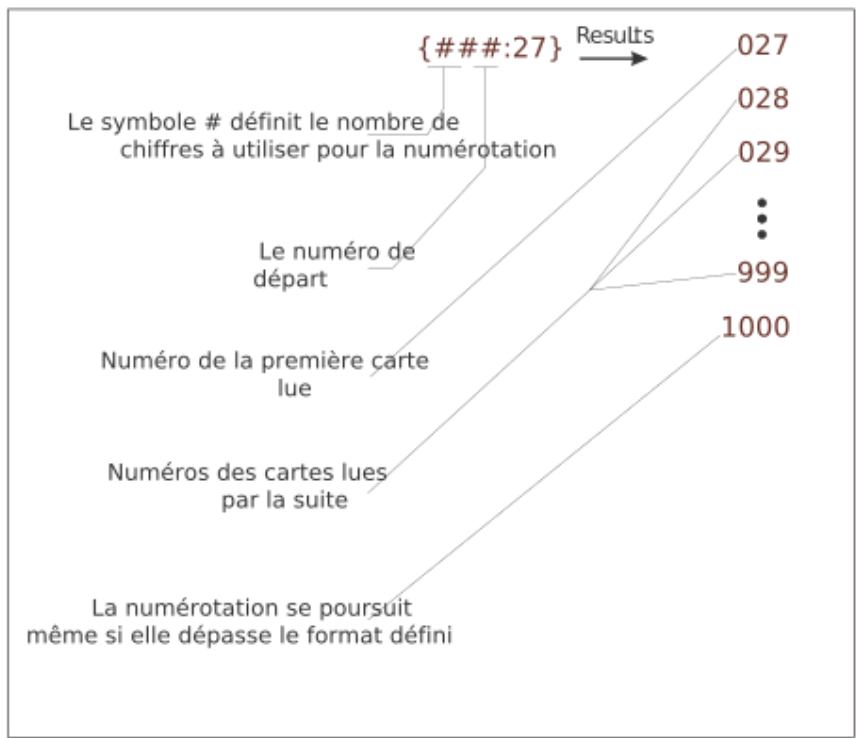 {###:27} Results 027
028
Le symbole # définit le nombre de
chiffres à utiliser pour la numérotation
029
Le numéro de
départ
999
1000
Numéro de la première carte
lue
Numéros des cartes lues
par la suite
La numérotation se poursuit
même si elle dépasse le format défini